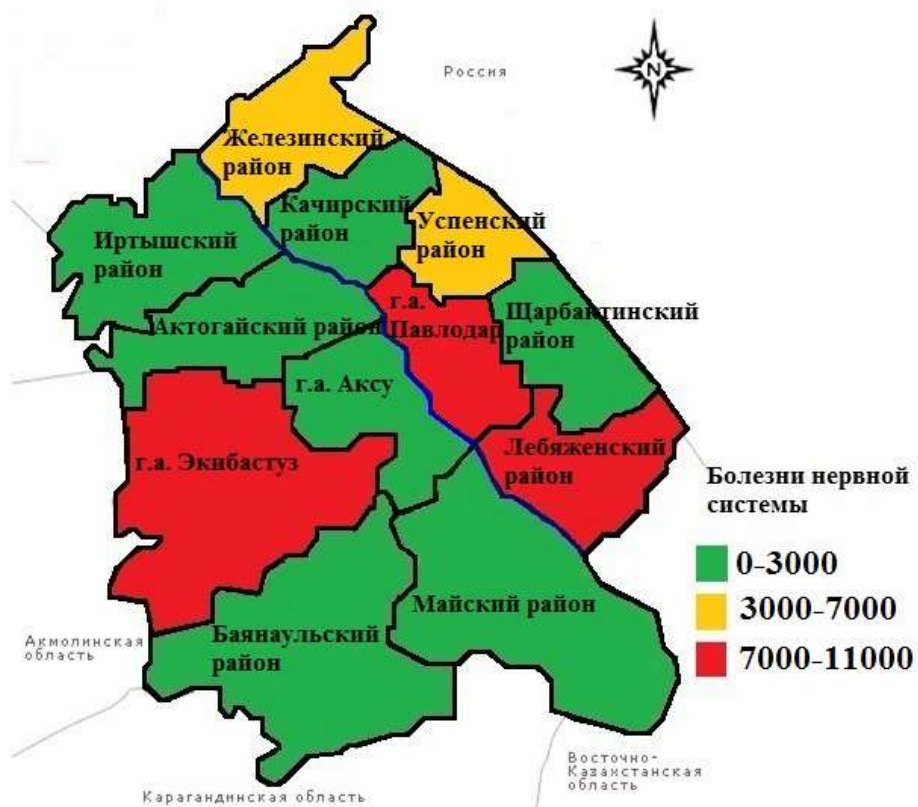 Россия
N
Железинский
район
Качирский
район
Успенский
район
Иртышский
район
г.а.
Павлодар
Щарбактинский
район
Актогайский район
г.а. Аксу
г.а. Экибастуз
Лебяженский
район
Болезни нервной
системы
0-3000
3000-7000
7000-11000
Майский район
Баянаульский
район
Акмолинская
область
Восточно-
Казахстанская
область
Карагандинская область